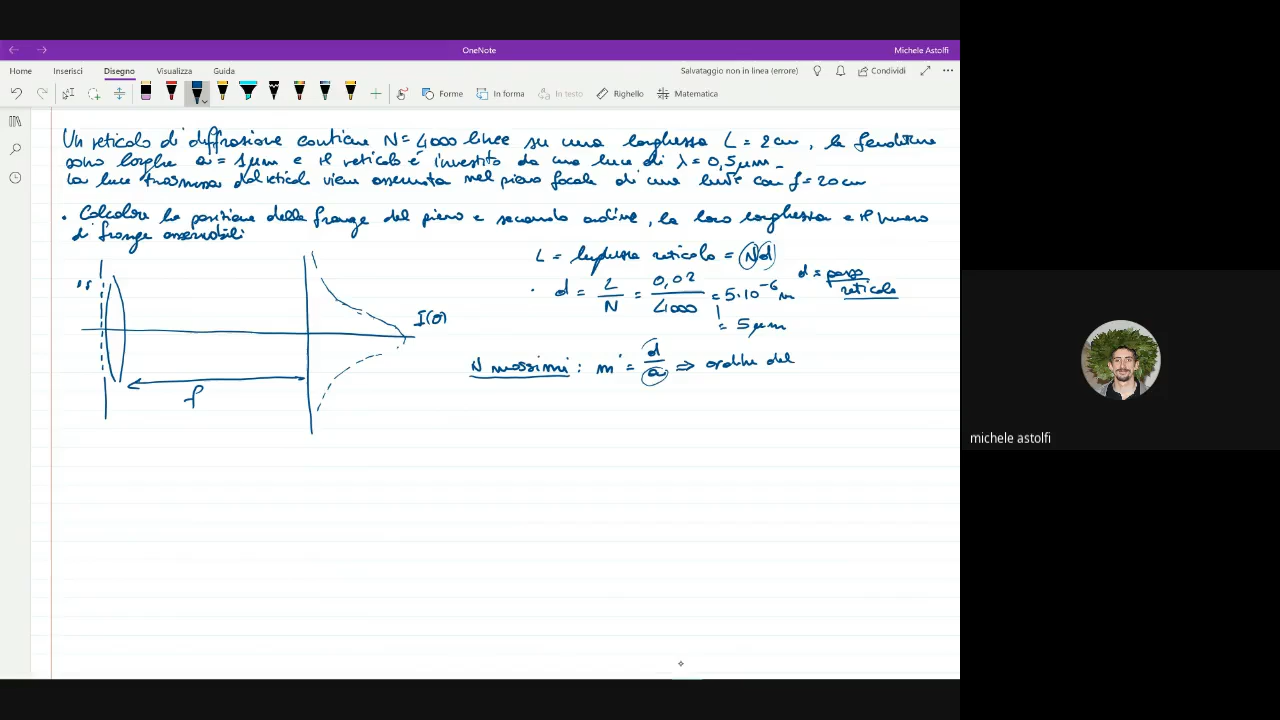 OneNote
Michele Astolfi
Home Inserisci Disegno Visualizza Guida
Salvataggio non in linea (errore) Condividi
Forme In forma In testo Righello Matematica
Un reticolo di diffrazione contiene N = 4000 linee su una larghezza L = 2 cm, le fenditure
sono larghe a = 1 μm e il reticolo è investito da una luce di λ = 0,5 μm.
La luce trasmessa dal reticolo viene osservata nel piano focale di una lente con f = 20 cm
• Calcolare la posizione delle frange del primo e secondo ordine, la loro larghezza e il numero
di frange osservabili
L = larghezza reticolo = Nd
d = passo reticolo
• d = L/N = 0,02/4000 = 5·10⁻⁶ m
= 5 μm
I(θ)
N massimi : m' = d/a ⇒ ordine del
f
michele astolfi